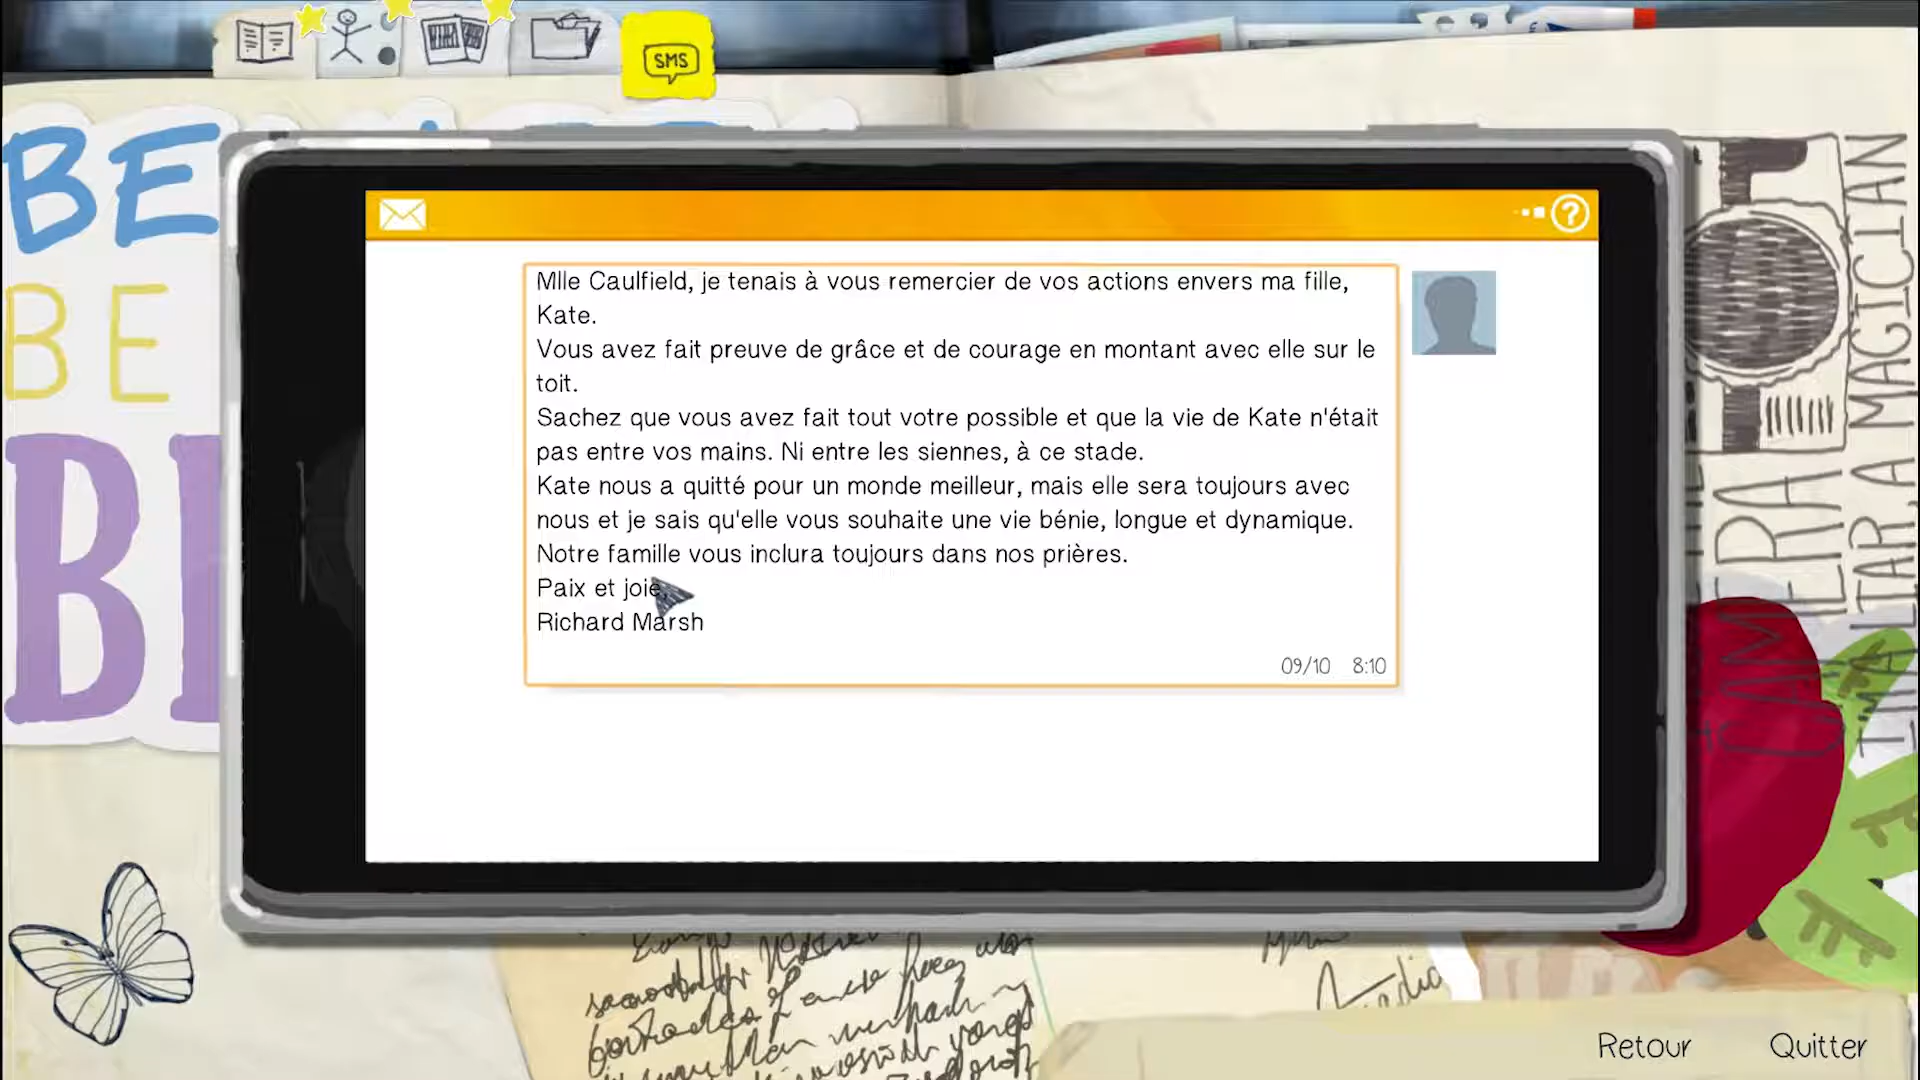 SMS
BE
BE
Mlle Caulfield, je tenais à vous remercier de vos actions envers ma fille,
Kate.
Vous avez fait preuve de grâce et de courage en montant avec elle sur le
toit.
Sachez que vous avez fait tout votre possible et que la vie de Kate n'était
pas entre vos mains. Ni entre les siennes, à ce stade.
Kate nous a quitté pour un monde meilleur, mais elle sera toujours avec
nous et je sais qu'elle vous souhaite une vie bénie, longue et dynamique.
Notre famille vous inclura toujours dans nos prières.
Paix et joie,
Richard Marsh
09/10 8:10
?
MAGICIAN
Retour Quitter